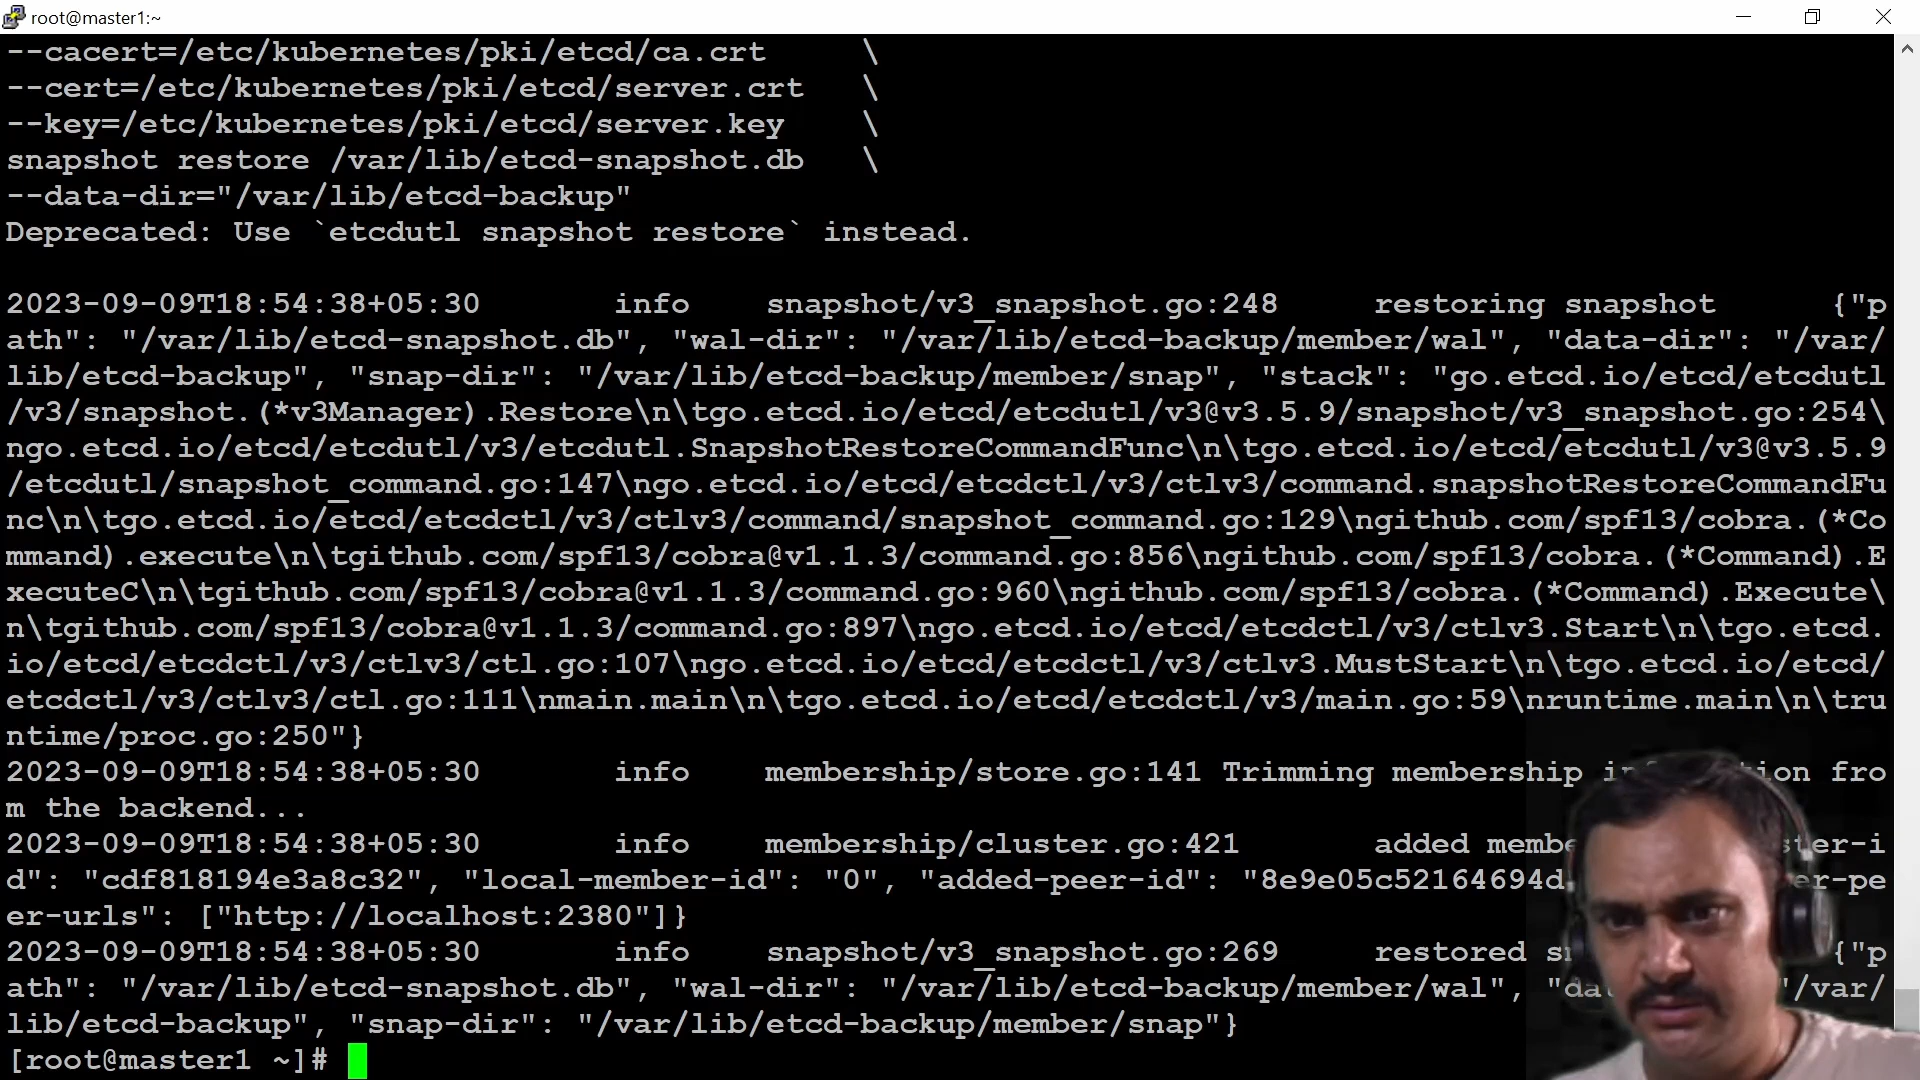 root@master1:~
--cacert=/etc/kubernetes/pki/etcd/ca.crt     \
--cert=/etc/kubernetes/pki/etcd/server.crt   \
--key=/etc/kubernetes/pki/etcd/server.key    \
snapshot restore /var/lib/etcd-snapshot.db   \
--data-dir="/var/lib/etcd-backup"
Deprecated: Use `etcdutl snapshot restore` instead.
2023-09-09T18:54:38+05:30       info    snapshot/v3_snapshot.go:248     restoring snapshot      {"p
ath": "/var/lib/etcd-snapshot.db", "wal-dir": "/var/lib/etcd-backup/member/wal", "data-dir": "/var/
lib/etcd-backup", "snap-dir": "/var/lib/etcd-backup/member/snap", "stack": "go.etcd.io/etcd/etcdutl
/v3/snapshot.(*v3Manager).Restore\n\tgo.etcd.io/etcd/etcdutl/v3@v3.5.9/snapshot/v3_snapshot.go:254\
ngo.etcd.io/etcd/etcdutl/v3/etcdutl.SnapshotRestoreCommandFunc\n\tgo.etcd.io/etcd/etcdutl/v3@v3.5.9
/etcdutl/snapshot_command.go:147\ngo.etcd.io/etcd/etcdctl/v3/ctlv3/command.snapshotRestoreCommandFu
nc\n\tgo.etcd.io/etcd/etcdctl/v3/ctlv3/command/snapshot_command.go:129\ngithub.com/spf13/cobra.(*Co
mmand).execute\n\tgithub.com/spf13/cobra@v1.1.3/command.go:856\ngithub.com/spf13/cobra.(*Command).E
xecuteC\n\tgithub.com/spf13/cobra@v1.1.3/command.go:960\ngithub.com/spf13/cobra.(*Command).Execute\
n\tgithub.com/spf13/cobra@v1.1.3/command.go:897\ngo.etcd.io/etcd/etcdctl/v3/ctlv3.Start\n\tgo.etcd.
io/etcd/etcdctl/v3/ctlv3/ctl.go:107\ngo.etcd.io/etcd/etcdctl/v3/ctlv3.MustStart\n\tgo.etcd.io/etcd/
etcdctl/v3/ctlv3/ctl.go:111\nmain.main\n\tgo.etcd.io/etcd/etcdctl/v3/main.go:59\nruntime.main\n\tru
ntime/proc.go:250"}
2023-09-09T18:54:38+05:30       info    membership/store.go:141 Trimming membership information fro
m the backend...
2023-09-09T18:54:38+05:30       info    membership/cluster.go:421       added ster-i
d": "cdf818194e3a8c32", "local-member-id": "0", "added-peer-id": "8e9e05c52164694d er-pe
er-urls": ["http://localhost:2380"]}
2023-09-09T18:54:38+05:30       info    snapshot/v3_snapshot.go:269     restored {"p
ath": "/var/lib/etcd-snapshot.db", "wal-dir": "/var/lib/etcd-backup/member/wal", "/var/
lib/etcd-backup", "snap-dir": "/var/lib/etcd-backup/member/snap"}
[root@master1 ~]#